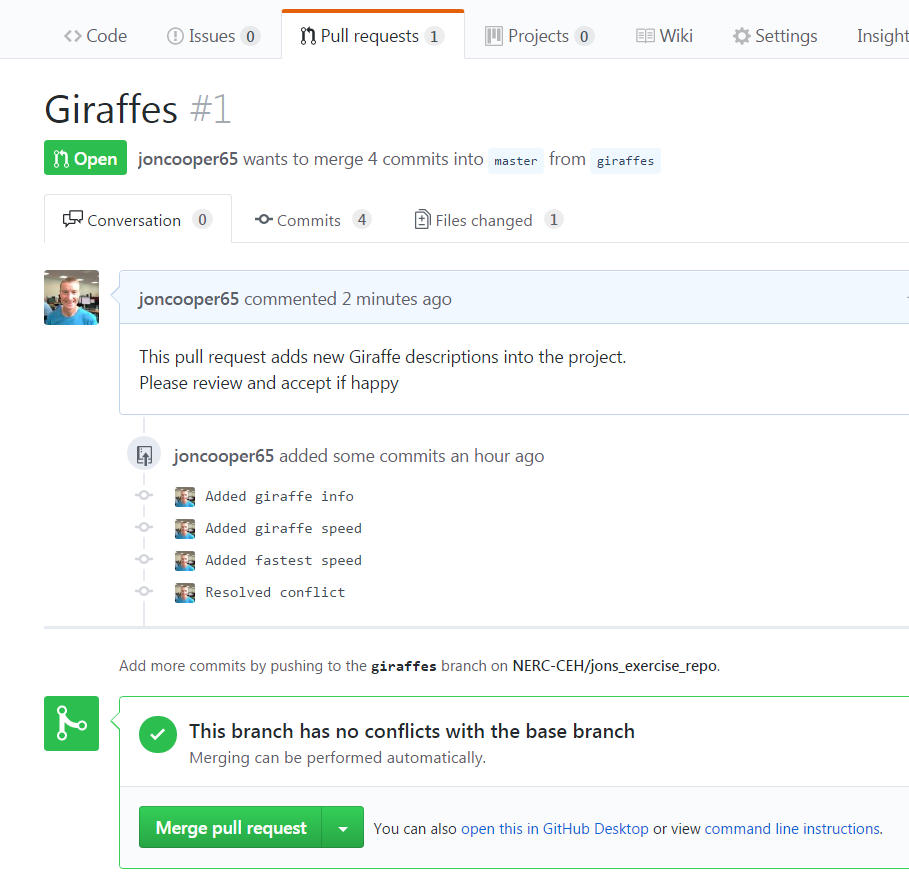 Code Issues 0 Pull requests 1 Projects 0 Wiki Settings Insight
Giraffes #1
Open joncooper65 wants to merge 4 commits into master from giraffes
Conversation 0 Commits 4 Files changed 1
joncooper65 commented 2 minutes ago
This pull request adds new Giraffe descriptions into the project.
Please review and accept if happy
joncooper65 added some commits an hour ago
Added giraffe info
Added giraffe speed
Added fastest speed
Resolved conflict
Add more commits by pushing to the giraffes branch on NERC-CEH/jons_exercise_repo.
This branch has no conflicts with the base branch
Merging can be performed automatically.
Merge pull request You can also open this in GitHub Desktop or view command line instructions.